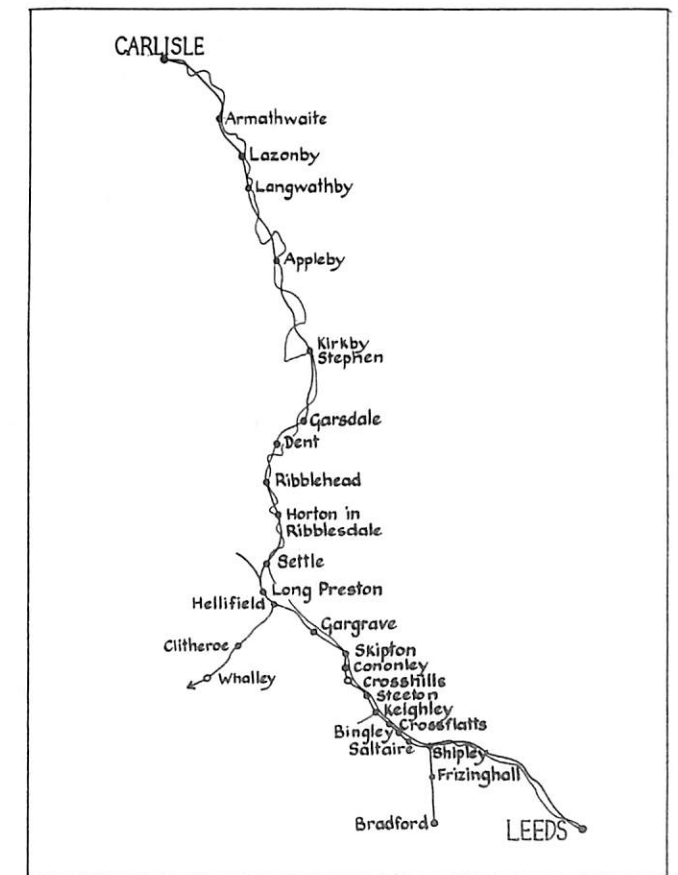 CARLISLE
Armathwaite
Lazonby
Langwathby
Appleby
Kirkby
Stephen
Garsdale
Dent
Ribblehead
Horton in
Ribblesdale
Settle
Long Preston
Hellifield
Gargrave
Clitheroe
Skipton
Cononley
Crosshills
Whalley
Steeton
Keighley
Crossflatts
Bingley
Saltaire
Shipley
Frizinghall
Bradford
LEEDS